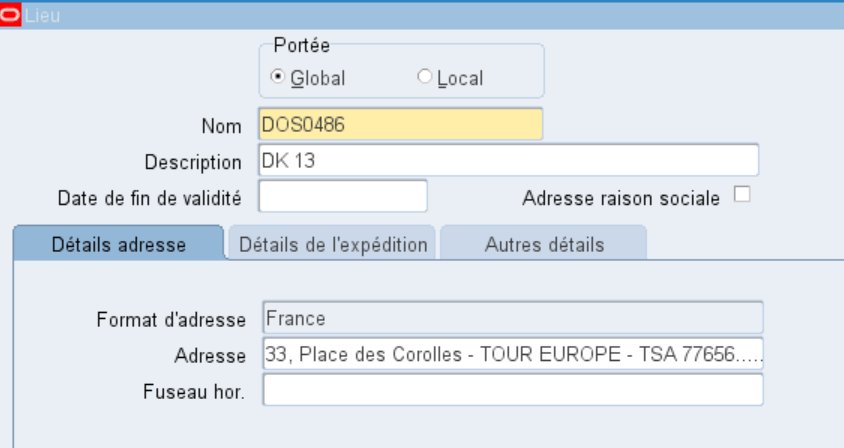 Lieu
Portée
Global Local
Nom DOS0486
Description DK 13
Date de fin de validité Adresse raison sociale
Détails adresse Détails de l'expédition Autres détails
Format d'adresse France
Adresse 33, Place des Corolles - TOUR EUROPE - TSA 77656.....
Fuseau hor.